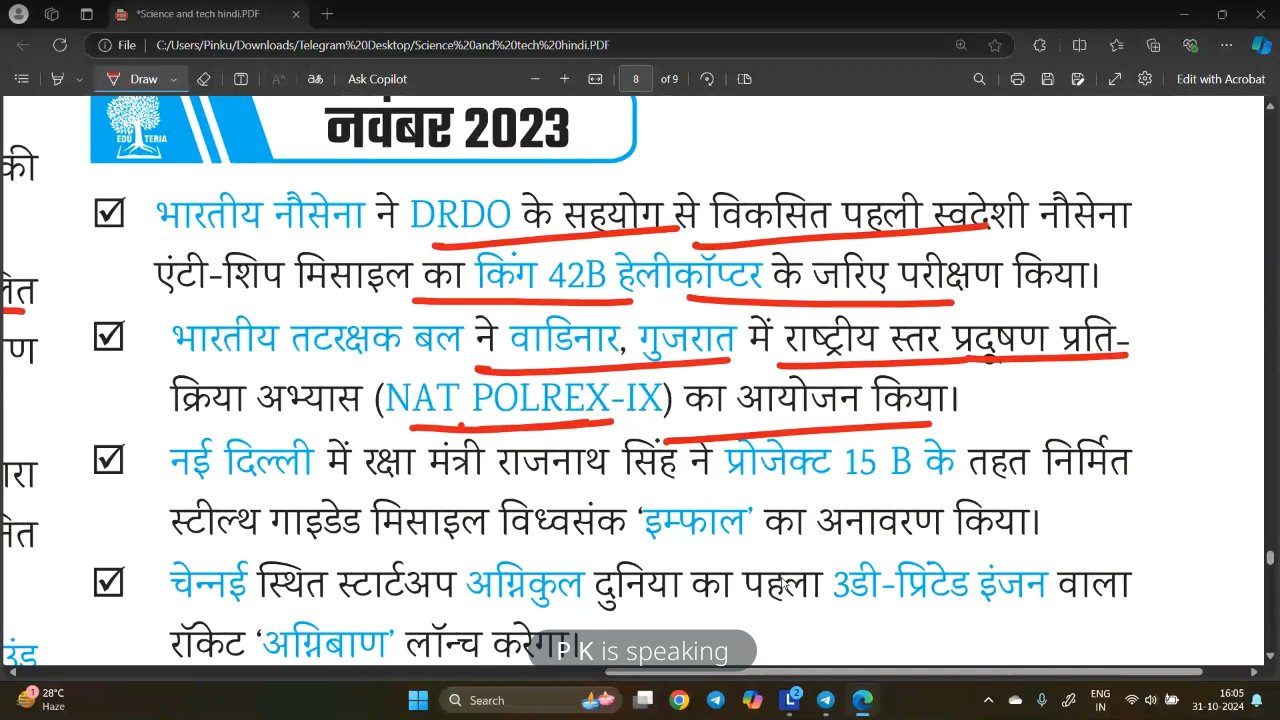 *Science and tech hindi.PDF
File C:/Users/Pinku/Downloads/Telegram%20Desktop/Science%20and%20tech%20hindi.PDF
Draw Ask Copilot 8 of 9 Edit with Acrobat
EDU TERIA
नवंबर 2023
की
भारतीय नौसेना ने DRDO के सहयोग से विकसित पहली स्वदेशी नौसेना
एंटी-शिप मिसाइल का किंग 42B हेलीकॉप्टर के जरिए परीक्षण किया।
भारतीय तटरक्षक बल ने वाडिनार, गुजरात में राष्ट्रीय स्तर प्रदूषण प्रति-
क्रिया अभ्यास (NAT POLREX-IX) का आयोजन किया।
नई दिल्ली में रक्षा मंत्री राजनाथ सिंह ने प्रोजेक्ट 15 B के तहत निर्मित
स्टील्थ गाइडेड मिसाइल विध्वसंक ‘इम्फाल’ का अनावरण किया।
चेन्नई स्थित स्टार्टअप अग्निकुल दुनिया का पहला 3डी-प्रिंटेड इंजन वाला
रॉकेट ‘अग्निबाण’ लॉन्च करेगा।
P K is speaking
28°C
Haze
Search
ENG
IN
16:05
31-10-2024